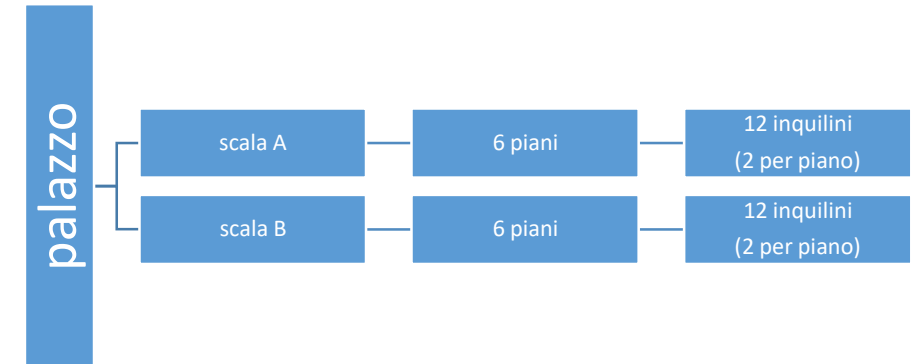 palazzo
scala A
6 piani
12 inquilini
(2 per piano)
scala B
6 piani
12 inquilini
(2 per piano)